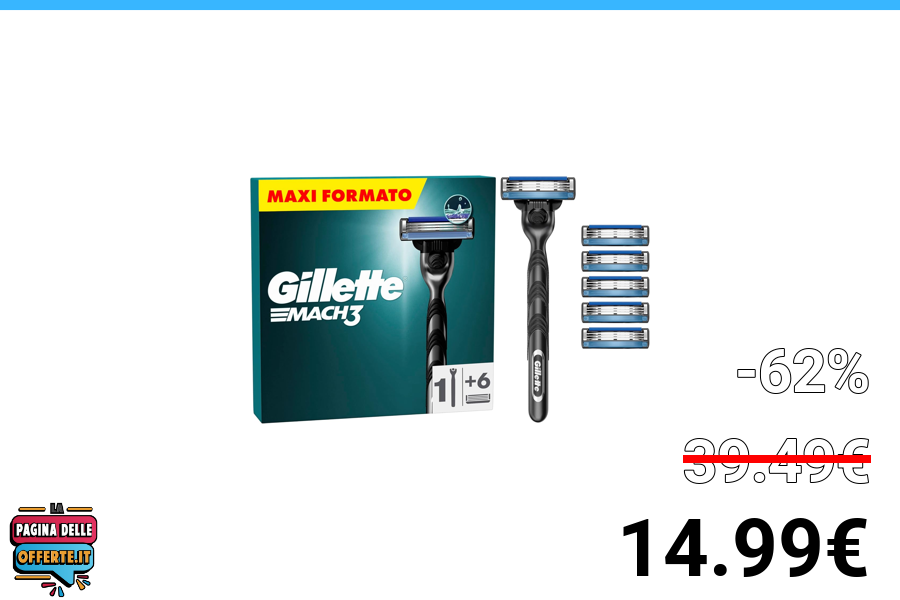 MAXI FORMATO
Gillette
MACH3
1 +6
Gillette
-62%
39.49€
14.99€
LA
PAGINA DELLE
OFFERTE.IT